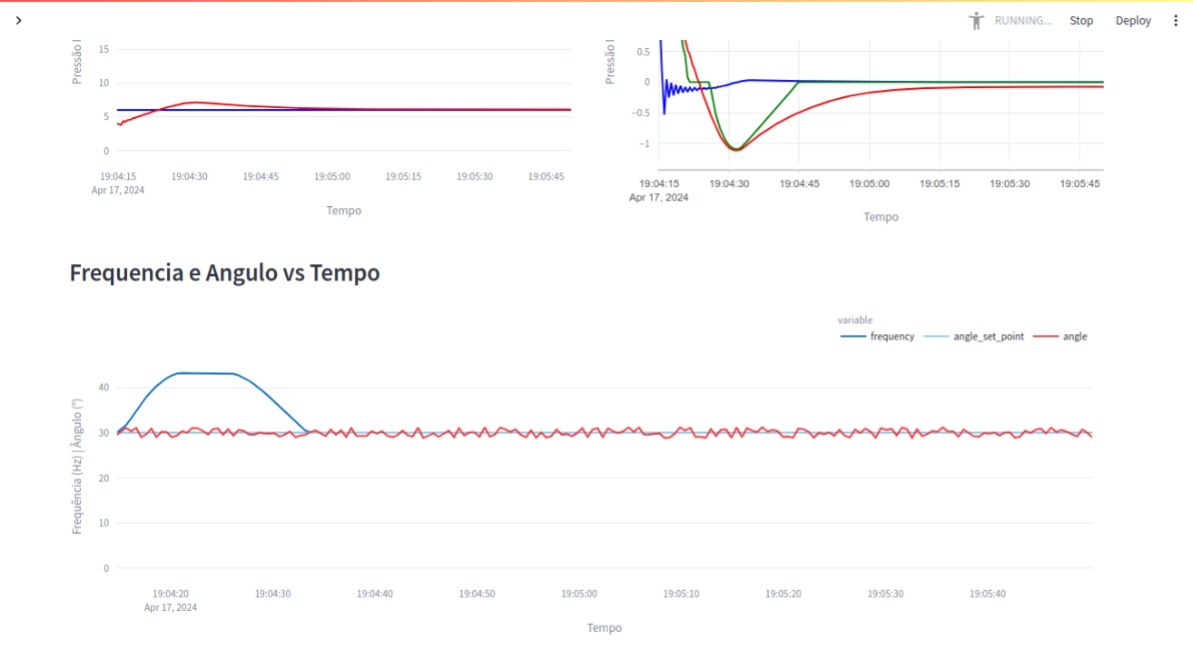 RUNNING...
Stop
Deploy
Pressão I
15
10
5
0
19:04:15
Apr 17, 2024
19:04:30
19:04:45
19:05:00
19:05:15
19:05:30
19:05:45
Tempo
Pressão I
0.5
0
−0.5
−1
19:04:15
Apr 17, 2024
19:04:30
19:04:45
19:05:00
19:05:15
19:05:30
19:05:45
Tempo
Frequencia e Angulo vs Tempo
variable
frequency
angle_set_point
angle
Frequência (Hz) | Ângulo (°)
40
30
20
10
0
19:04:20
Apr 17, 2024
19:04:30
19:04:40
19:04:50
19:05:00
19:05:10
19:05:20
19:05:30
19:05:40
Tempo